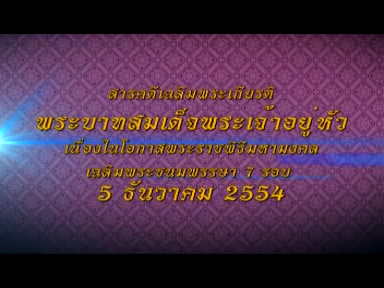 สารคดีเฉลิมพระเกียรติ
พระบาทสมเด็จพระเจ้าอยู่หัว
เนื่องในโอกาสพระราชพิธีมหามงคล
เฉลิมพระชนมพรรษา 7 รอบ
5 ธันวาคม 2554